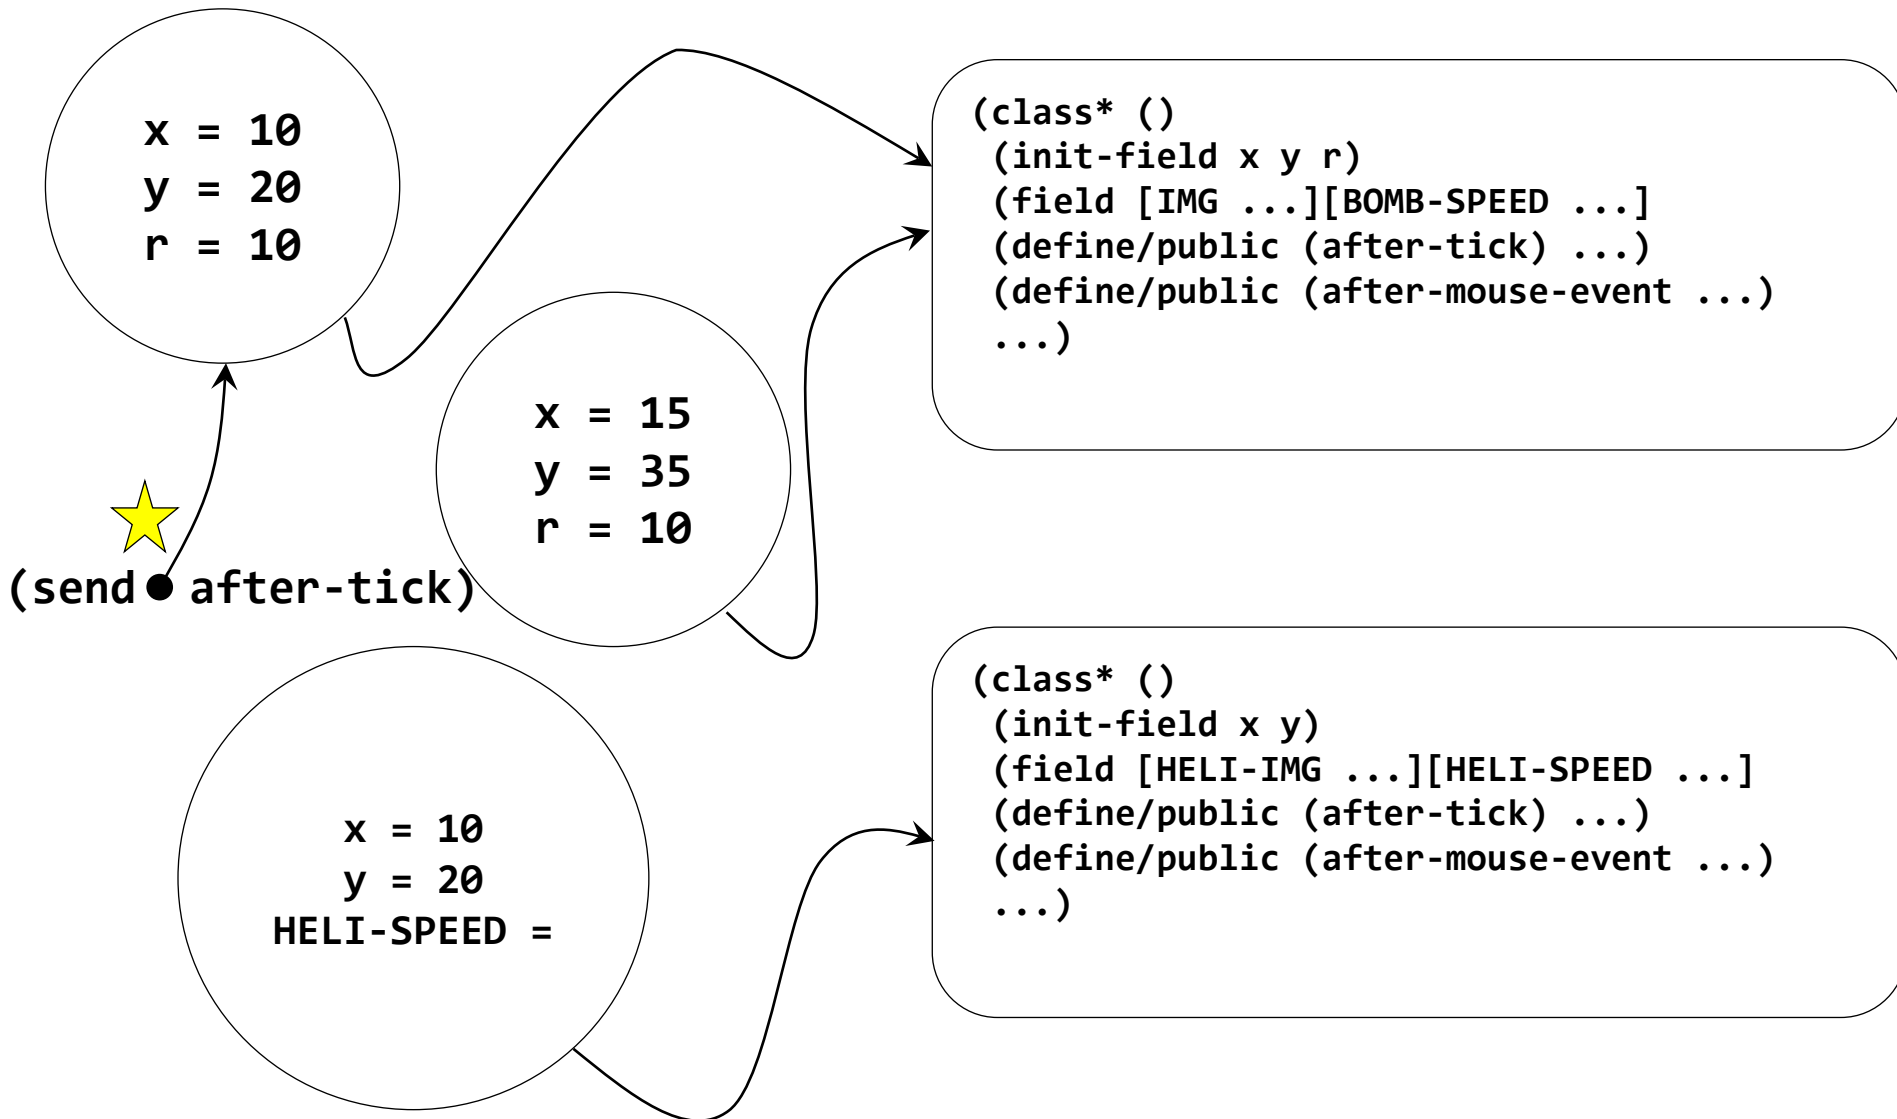 x = 10
y = 20
r = 10
(class* ()
(init-field x y r)
(field [IMG ...][BOMB-SPEED ...]
(define/public (after-tick) ...)
(define/public (after-mouse-event ...)
...)
x = 15
y = 35
r = 10
(send ● after-tick)
x = 10
y = 20
HELI-SPEED =
(class* ()
(init-field x y)
(field [HELI-IMG ...][HELI-SPEED ...]
(define/public (after-tick) ...)
(define/public (after-mouse-event ...)
...)